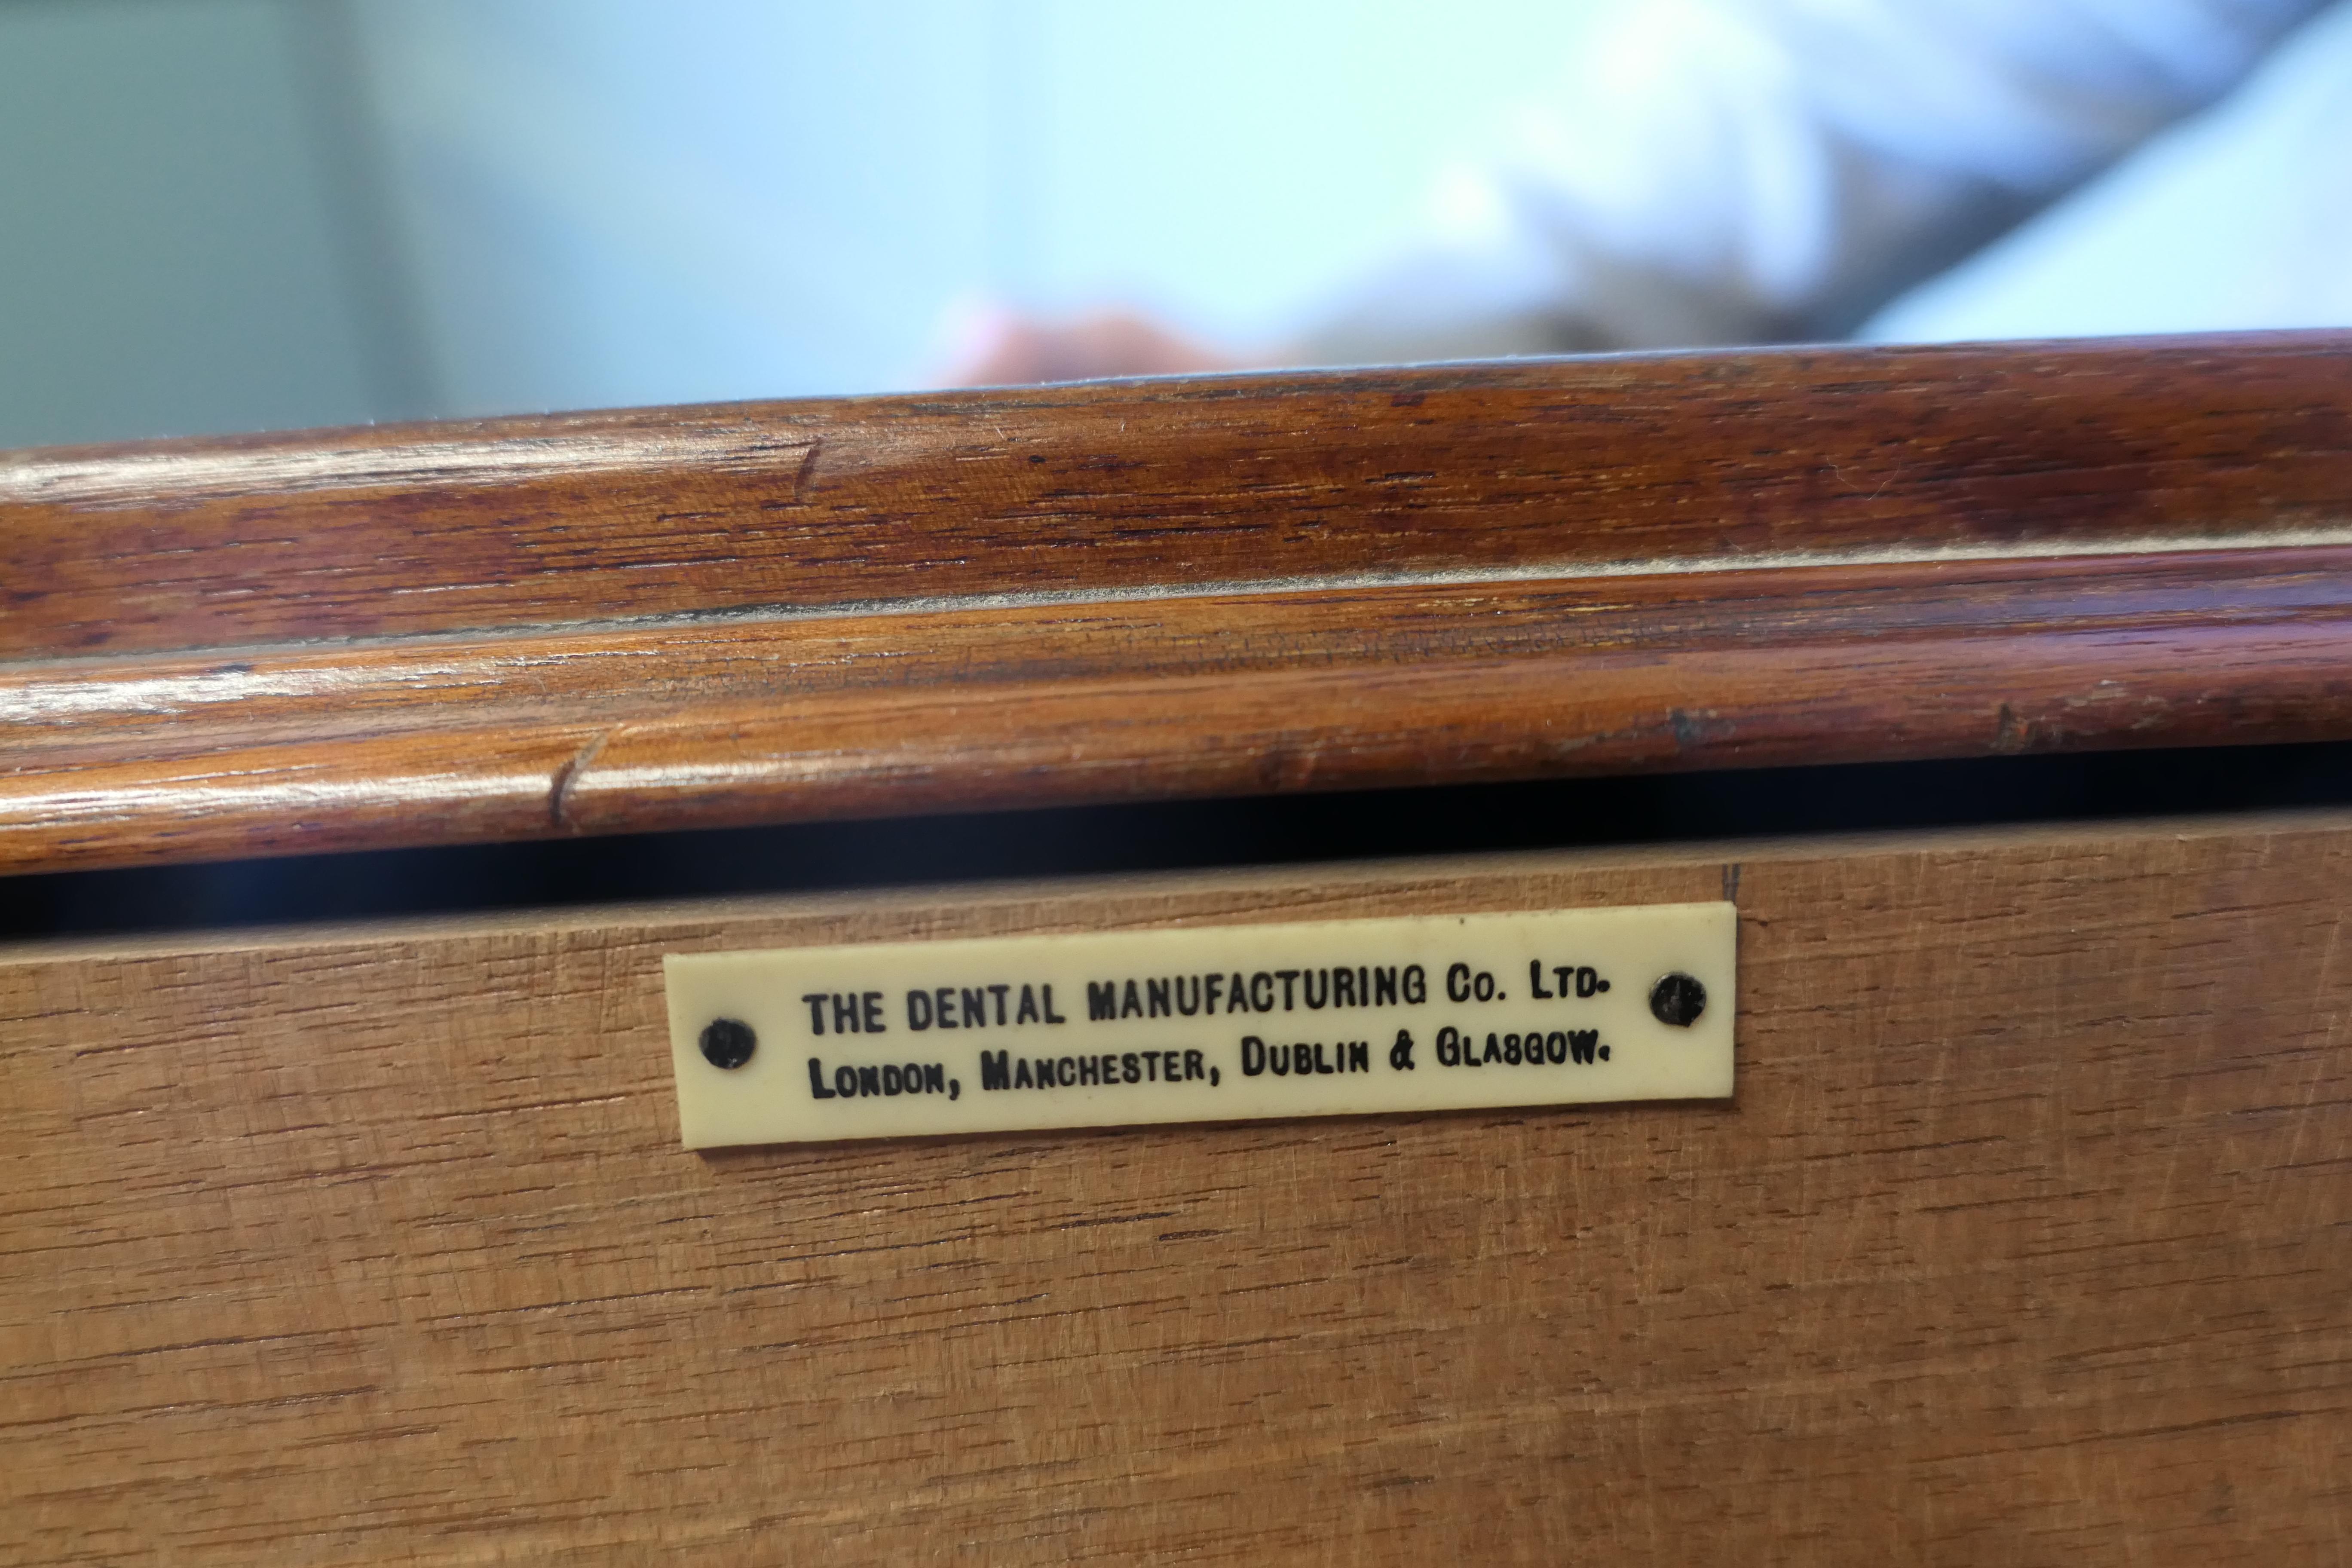 THE DENTAL MANUFACTURING Co. LTD.
LONDON, MANCHESTER, DUBLIN & GLASGOW.